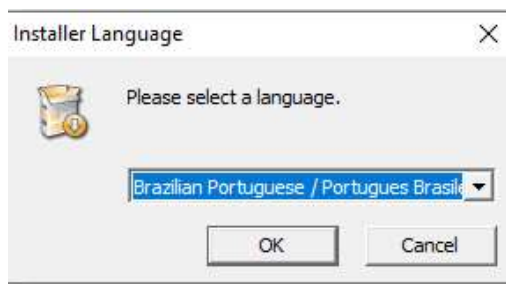 Installer Language
Please select a language.
Brazilian Portuguese / Portugues Brasile
OK
Cancel